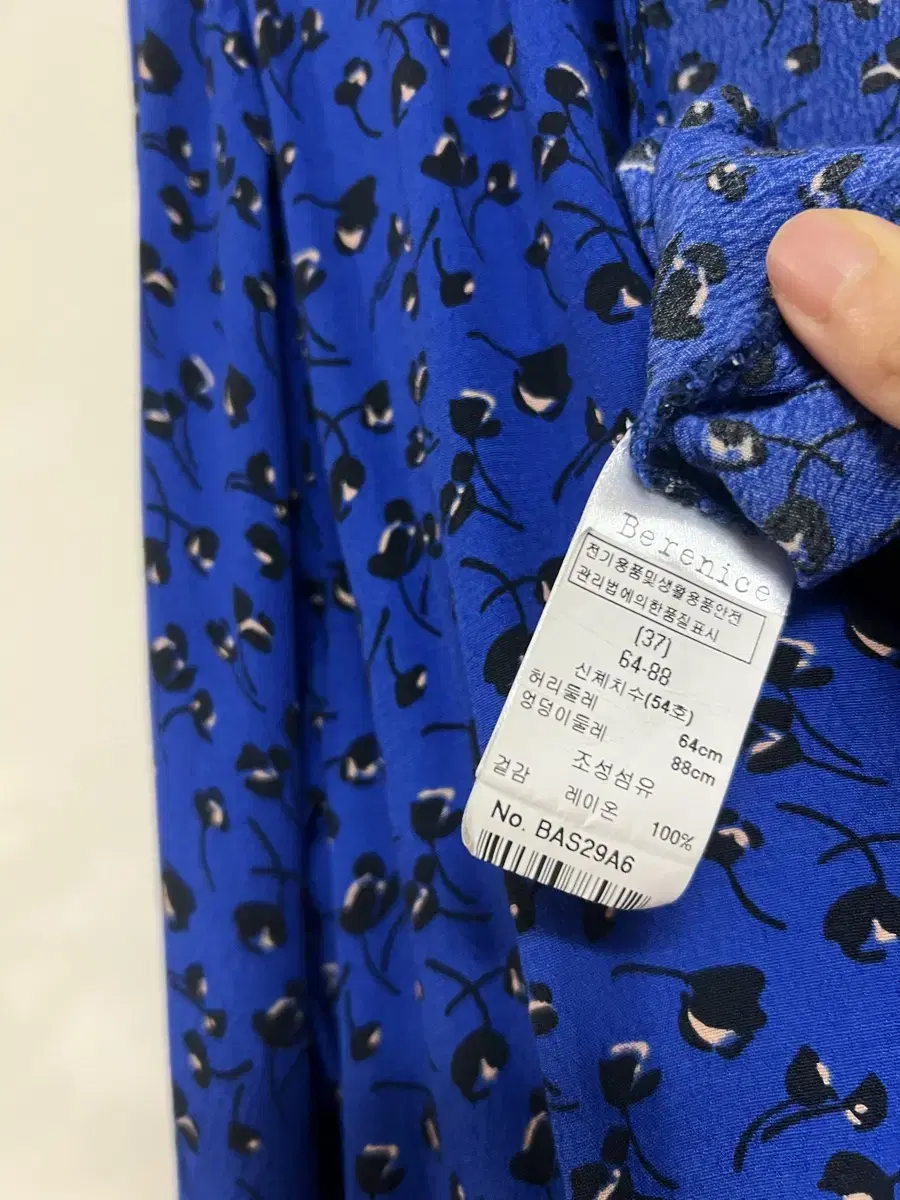 Berenice
전기용품및생활용품안전
관리법에의한품질표시
(37)
64-88
신체치수(54호)
허리둘레 64cm
엉덩이둘레 88cm
조성섬유
겉감 레이온 100%
No. BAS29A6